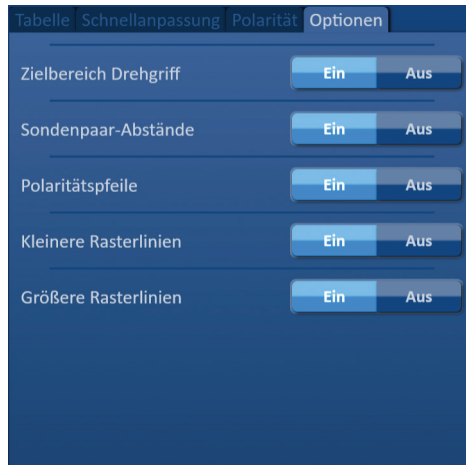 Tabelle Schnellanpassung Polarität Optionen
Zielbereich Drehgriff Ein Aus
Sondenpaar-Abstände Ein Aus
Polaritätspfeile Ein Aus
Kleinere Rasterlinien Ein Aus
Größere Rasterlinien Ein Aus